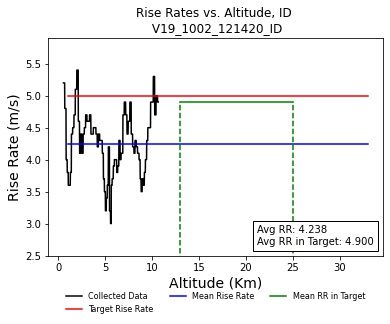 Rise Rates vs. Altitude, ID
V19_1002_121420_ID
Rise Rate (m/s)
5.5
5.0
4.5
4.0
3.5
3.0
2.5
Avg RR: 4.238
Avg RR in Target: 4.900
0 5 10 15 20 25 30
Altitude (Km)
Collected Data Mean Rise Rate Mean RR in Target
Target Rise Rate